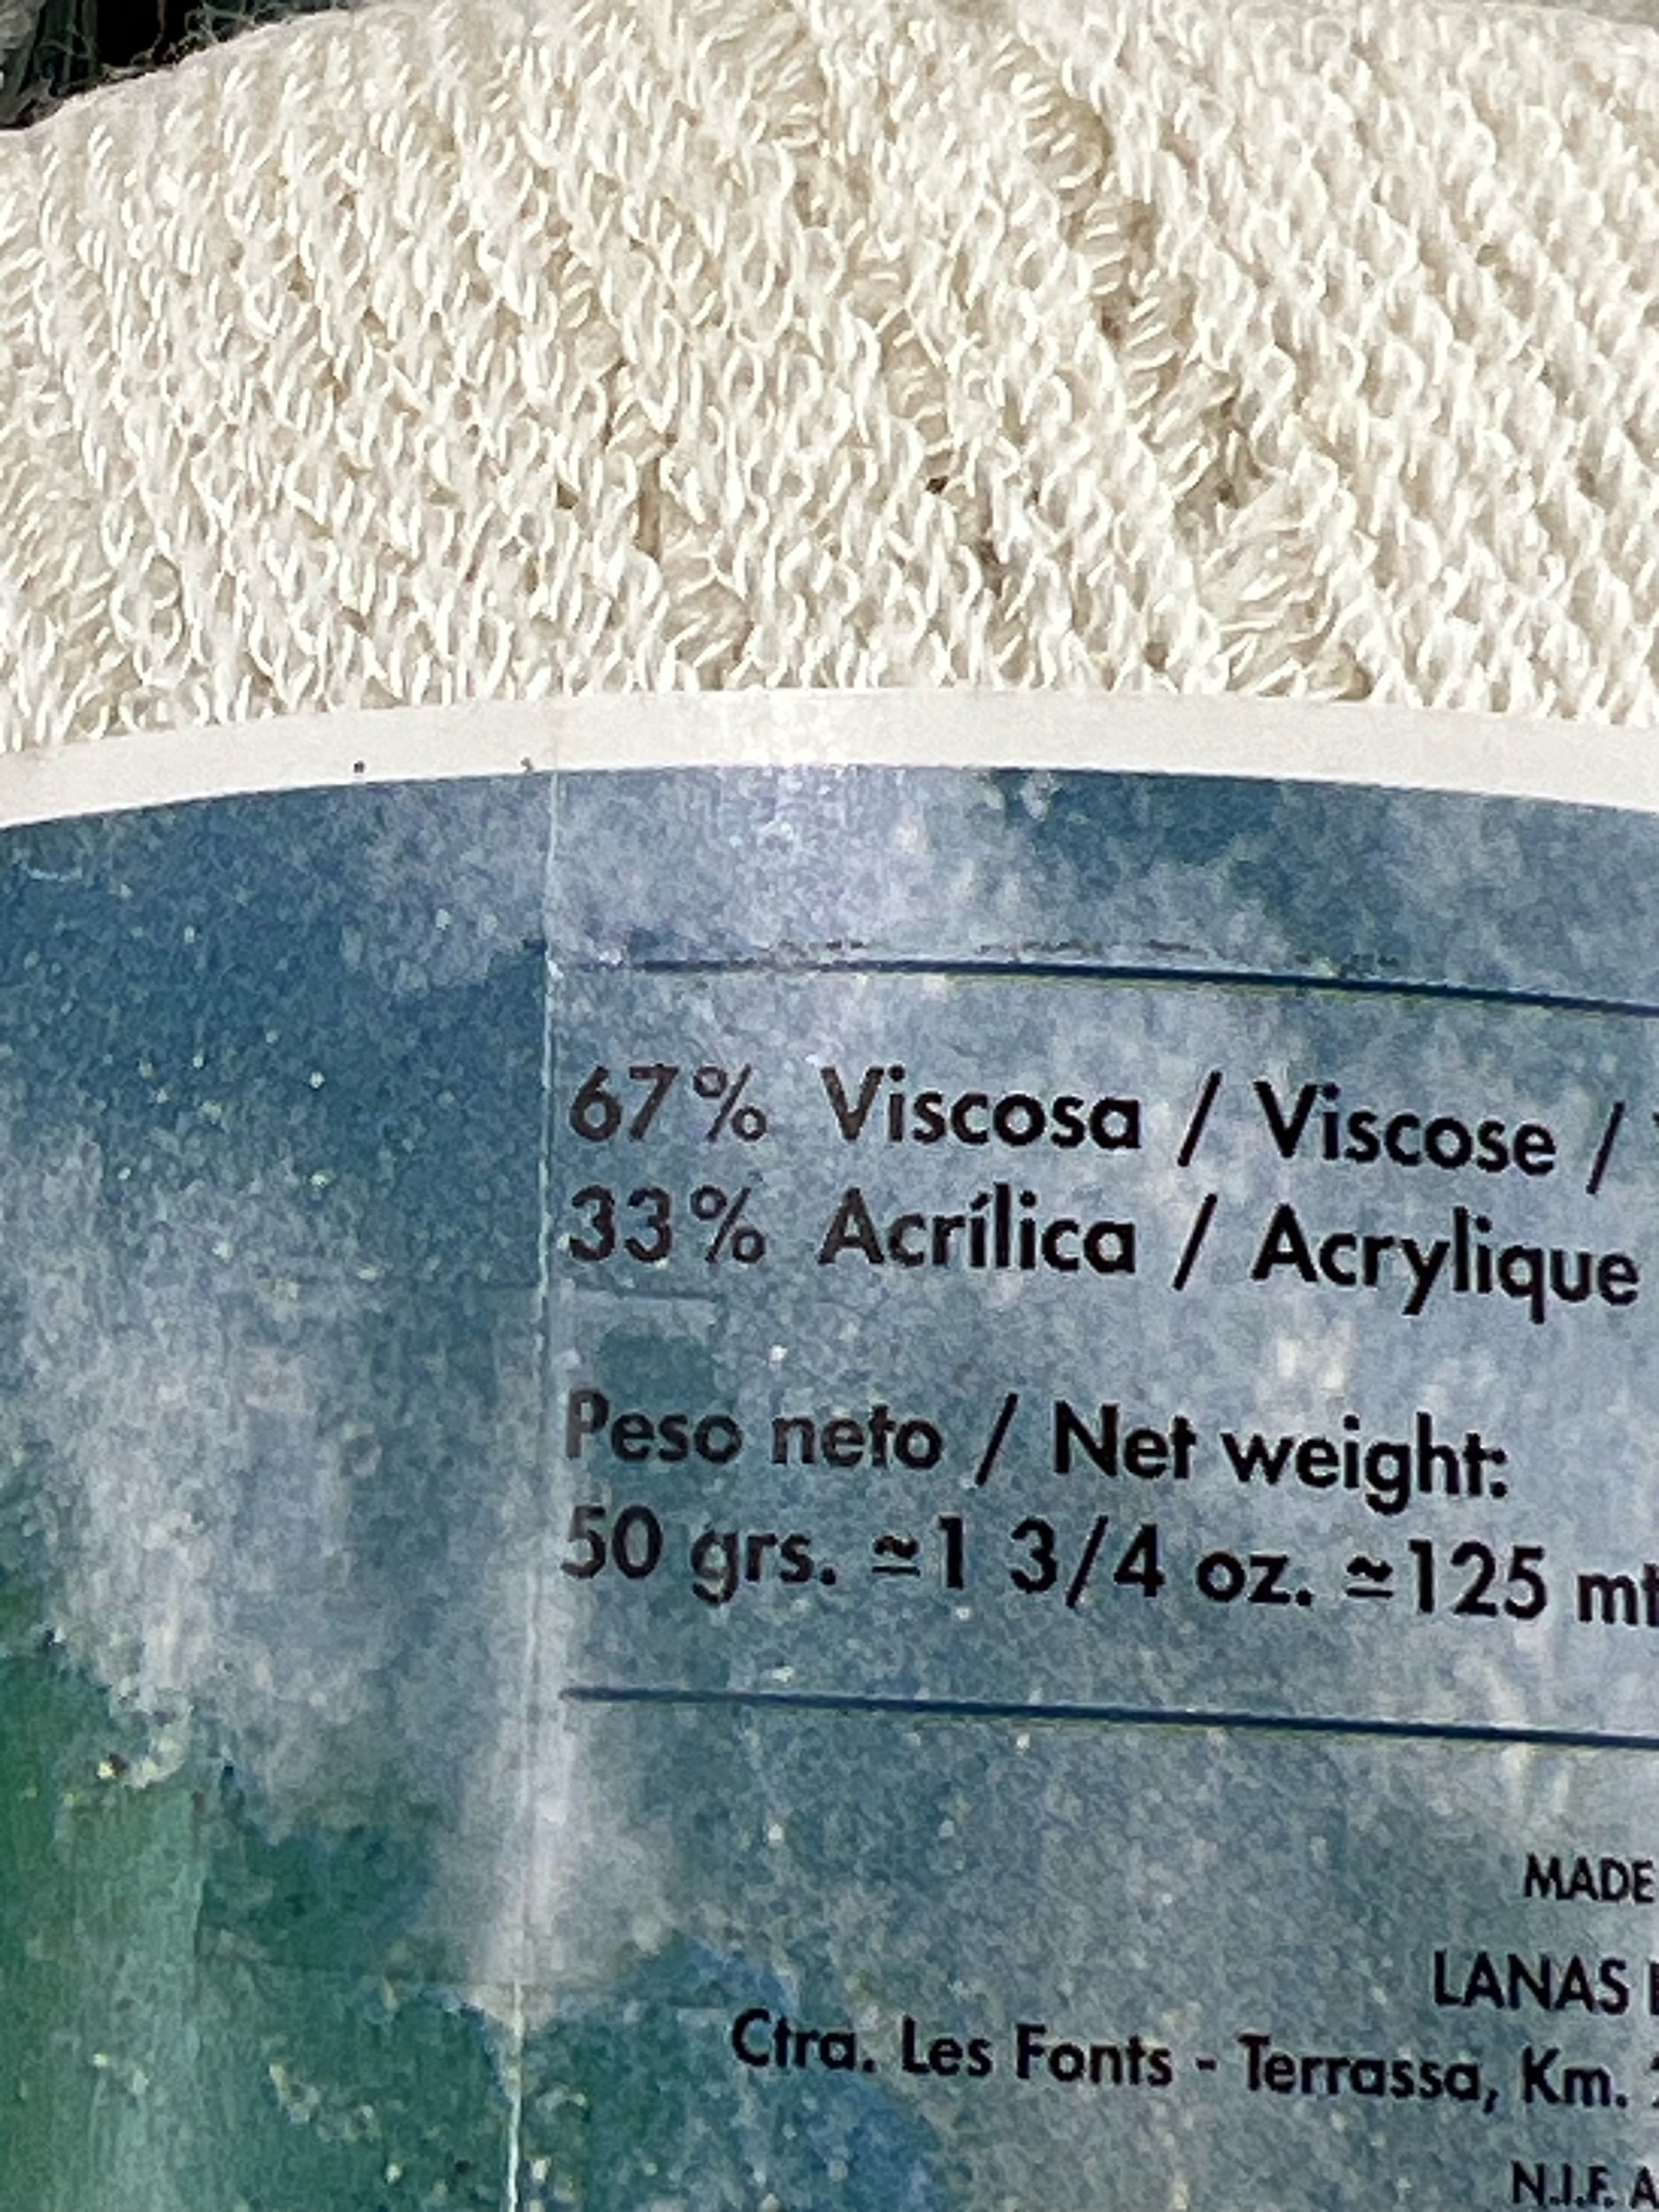 67% Viscosa / Viscose /
33% Acrílica / Acrylique
Peso neto / Net weight:
50 grs. ≃1 3/4 oz. ≃125 mt
MADE
LANAS
Ctra. Les Fonts - Terrassa, Km.
N.I.F. A